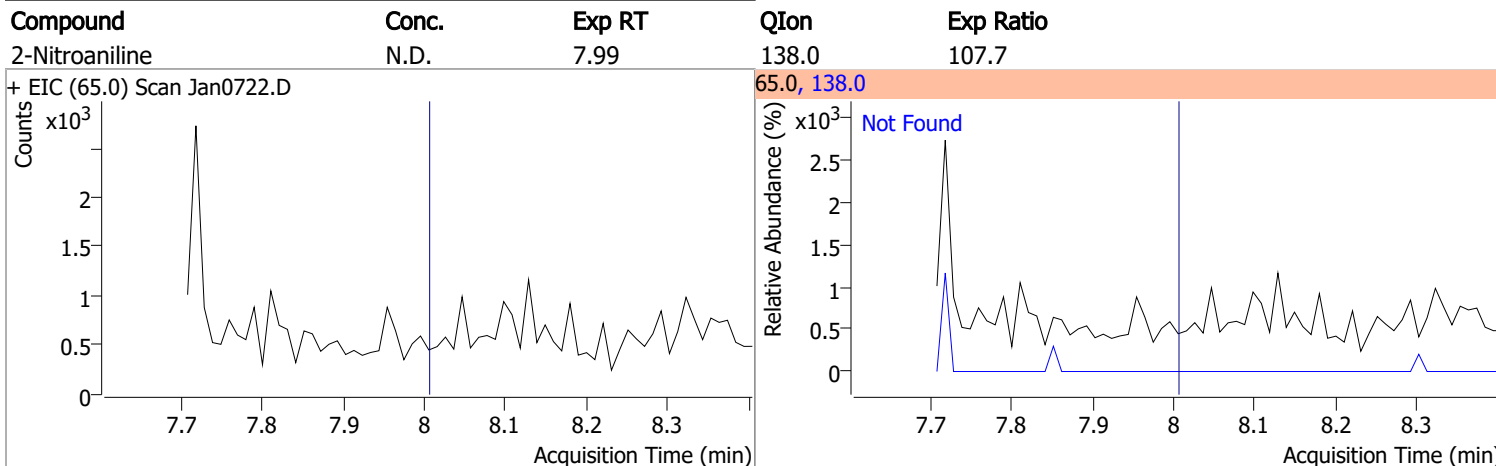 Compound Conc. Exp RT QIon Exp Ratio
2-Nitroaniline N.D. 7.99 138.0 107.7
+ EIC (65.0) Scan Jan0722.D
Counts
x10³
2
1.5
1
0.5
0
7.7 7.8 7.9 8 8.1 8.2 8.3
Acquisition Time (min)
65.0, 138.0
Relative Abundance (%)
x10³
Not Found
2.5
2
1.5
1
0.5
0
7.7 7.8 7.9 8 8.1 8.2 8.3
Acquisition Time (min)